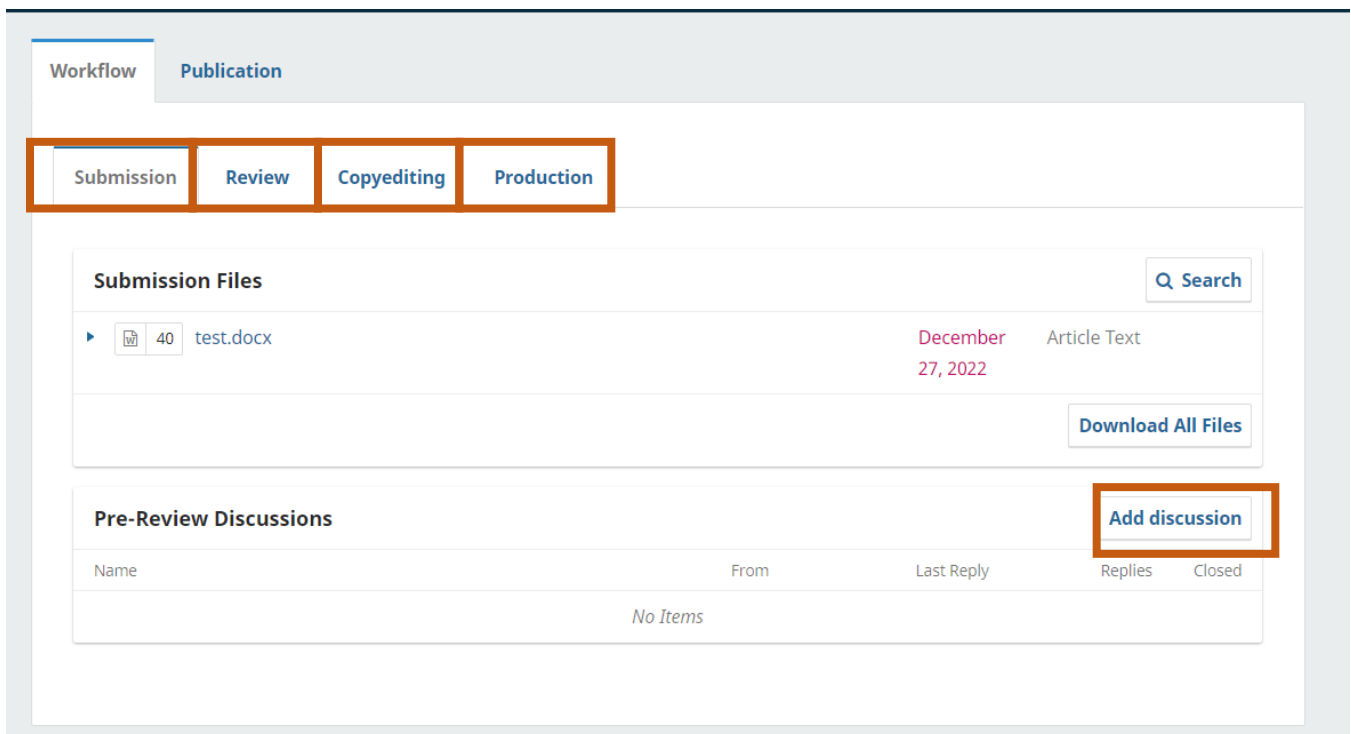 Workflow Publication
Submission Review Copyediting Production
Submission Files Search
40 test.docx December 27, 2022 Article Text
Download All Files
Pre-Review Discussions Add discussion
Name From Last Reply Replies Closed
No Items